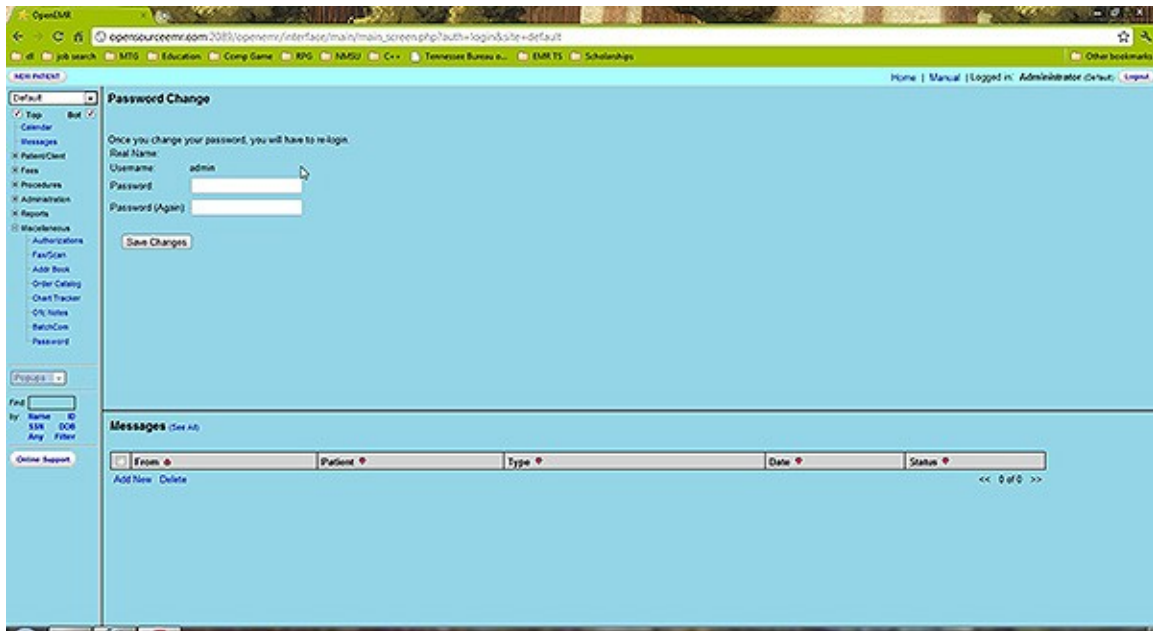 OpenEMR
opensourceemr.com:2089/openemr/interface/main/main_screen.php?auth=login&site=default
dl job search MTG Education Comp Game RPG NMSU C++ Tennessee Bureau o... EMR TS Scholarships Other bookmarks
NEW PATIENT
Home | Manual | Logged in: Administrator (Default) Logout
Default
Top Bot
Calendar
Messages
Patient/Client
Fees
Procedures
Administration
Reports
Miscellaneous
Authorizations
Fax/Scan
Addr Book
Order Catalog
Chart Tracker
Ofc Notes
BatchCom
Password
Popups
Find
by: Name ID
SSN DOB
Any Filter
Online Support
Password Change
Once you change your password, you will have to re-login.
Real Name:
Username: admin
Password:
Password (Again):
Save Changes
Messages (See All)
From Patient Type Date Status
Add New Delete << 0 of 0 >>